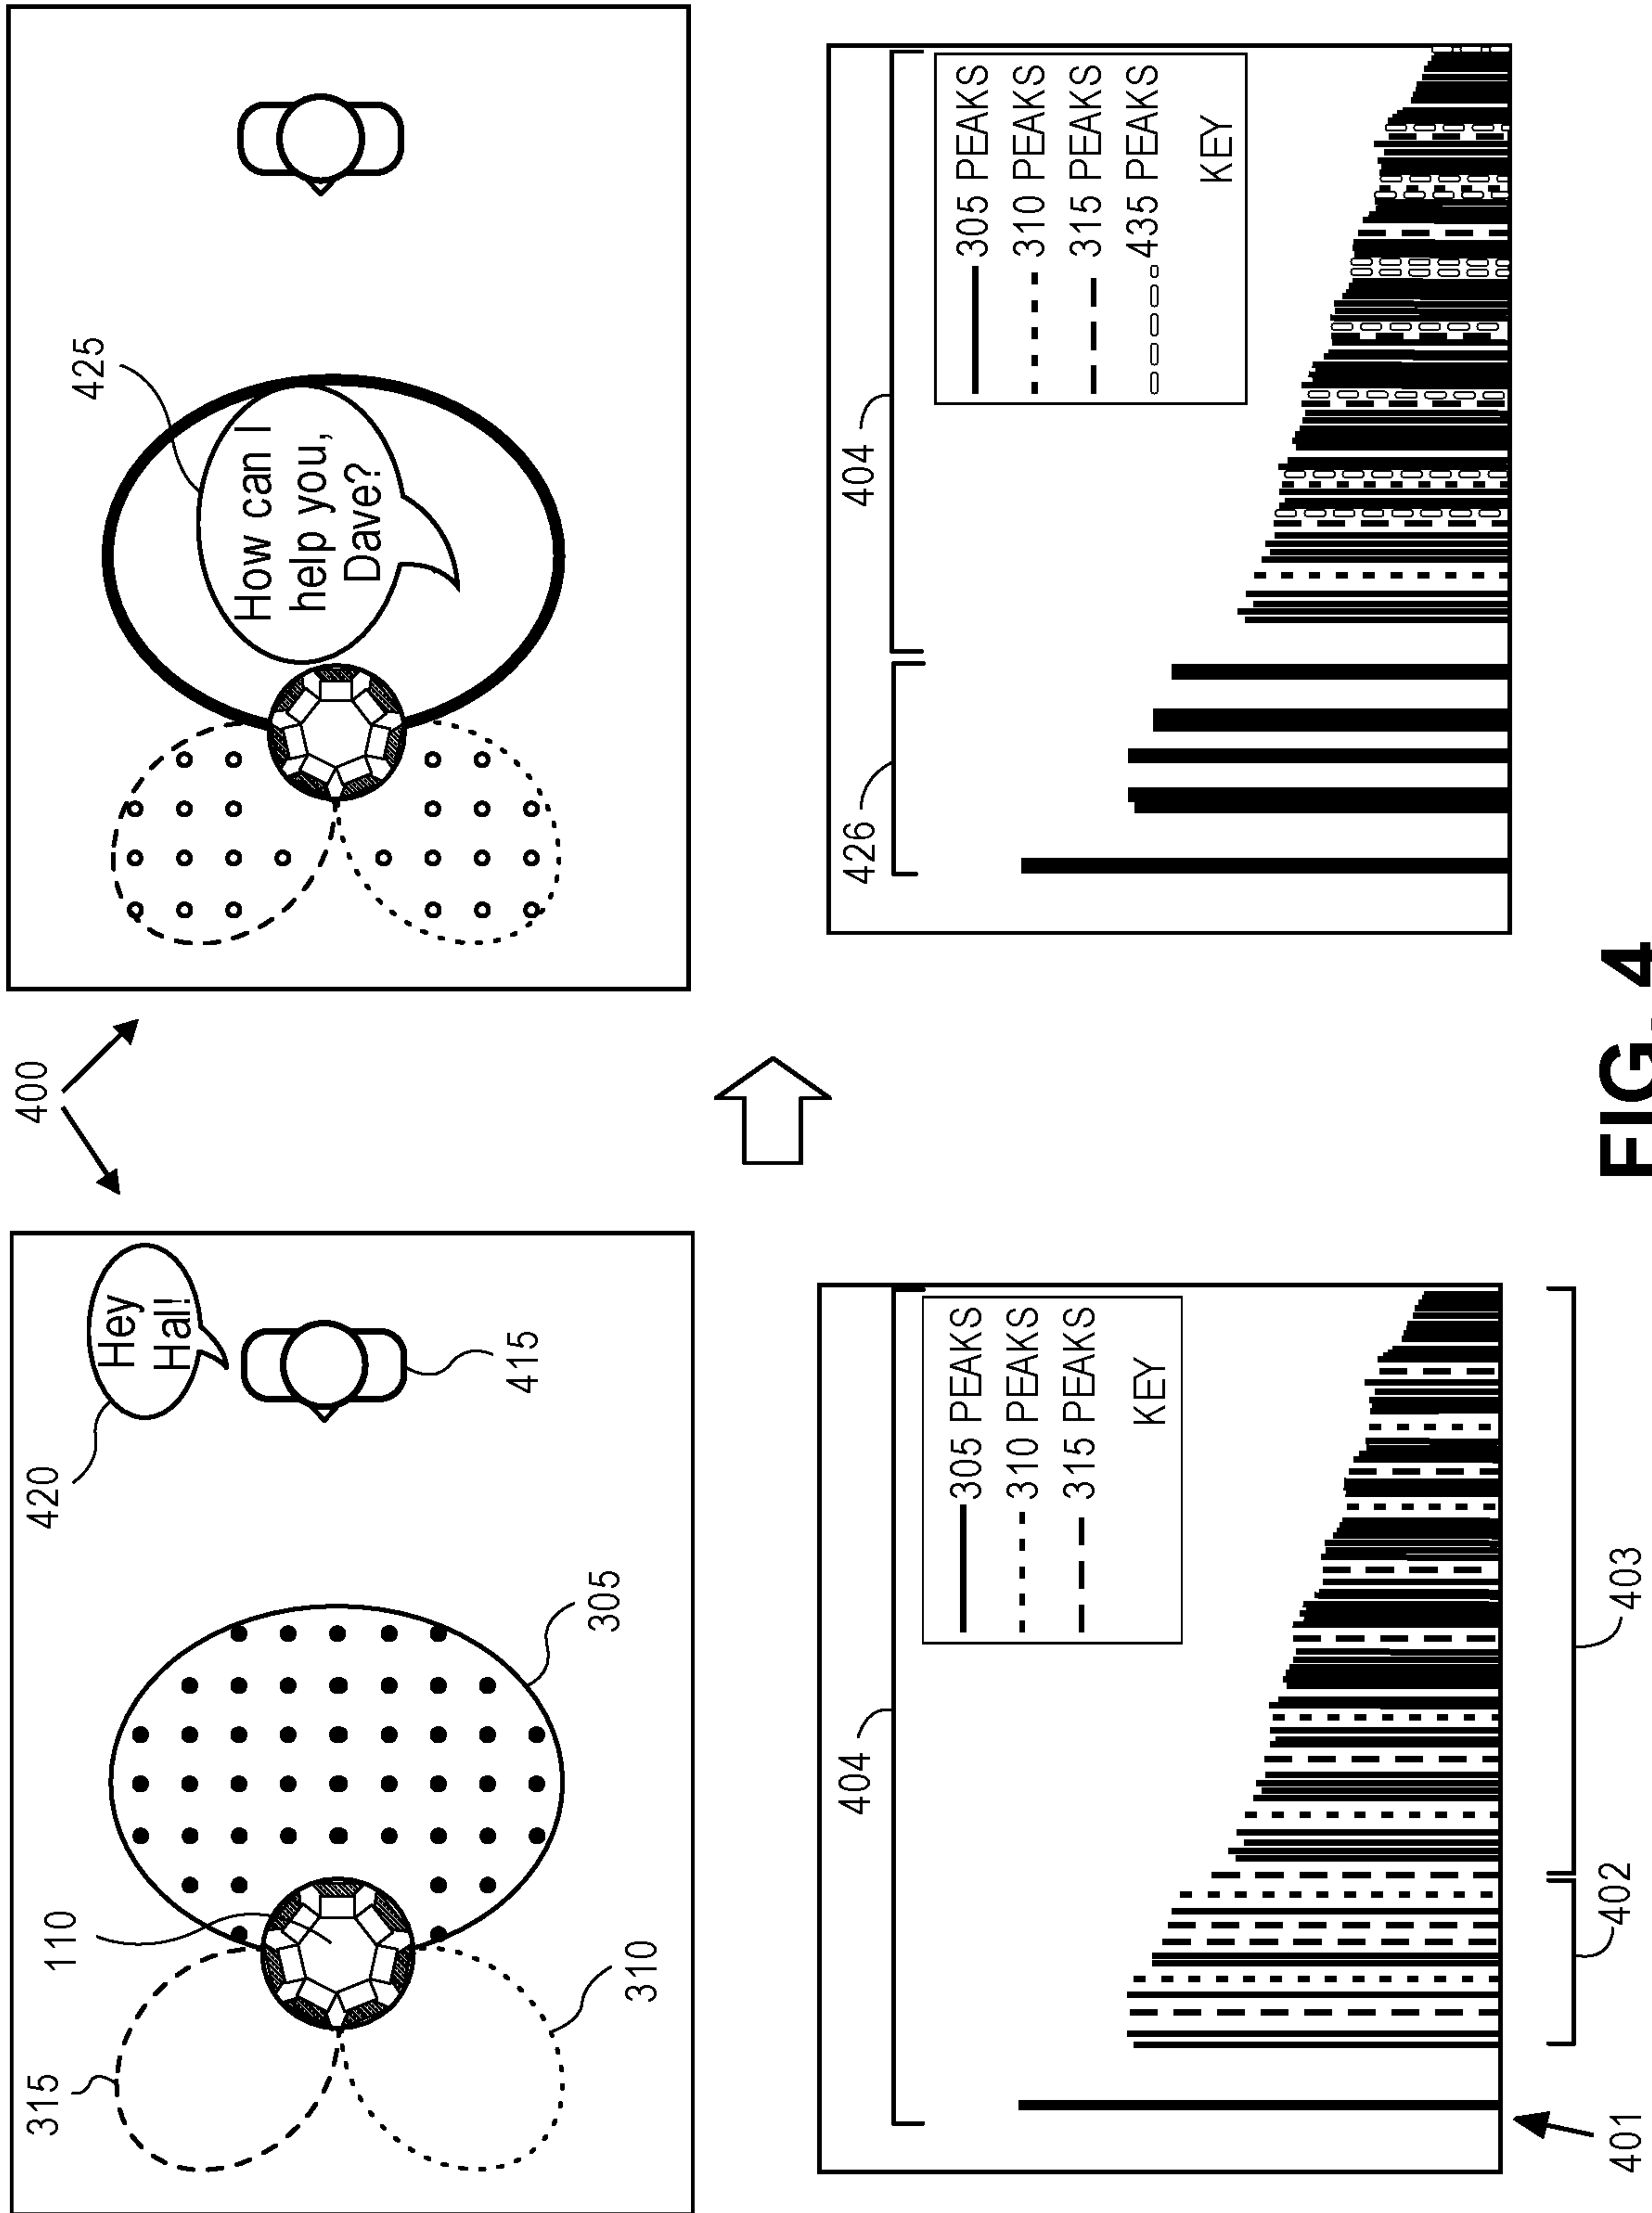 400
420
Hey
Hal!
110
315
415
305
310
425
How can I
help you,
Dave?
404
305 PEAKS
310 PEAKS
315 PEAKS
KEY
401
402
403
426
404
305 PEAKS
310 PEAKS
315 PEAKS
435 PEAKS
KEY
FIG. 4